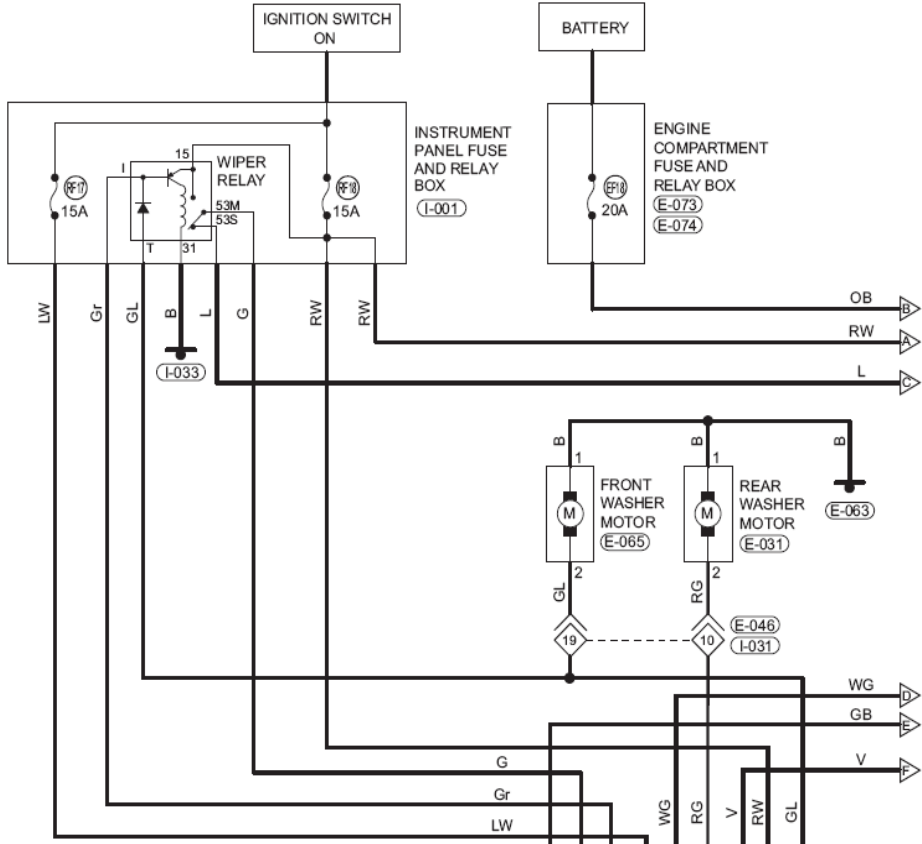 IGNITION SWITCH
ON
BATTERY
INSTRUMENT
PANEL FUSE
AND RELAY
BOX
I-001
ENGINE
COMPARTMENT
FUSE AND
RELAY BOX
E-073
E-074
RF17
15A
I
15
WIPER
RELAY
53M
53S
T
31
RF18
15A
EF18
20A
LW
Gr
GL
B
L
G
RW
RW
I-033
OB
B
RW
A
L
C
B
1
B
1
B
M
FRONT
WASHER
MOTOR
E-065
M
REAR
WASHER
MOTOR
E-031
E-063
2
GL
2
RG
19
10
E-046
I-031
WG
D
GB
E
V
F
G
Gr
LW
WG
RG
V
RW
GL